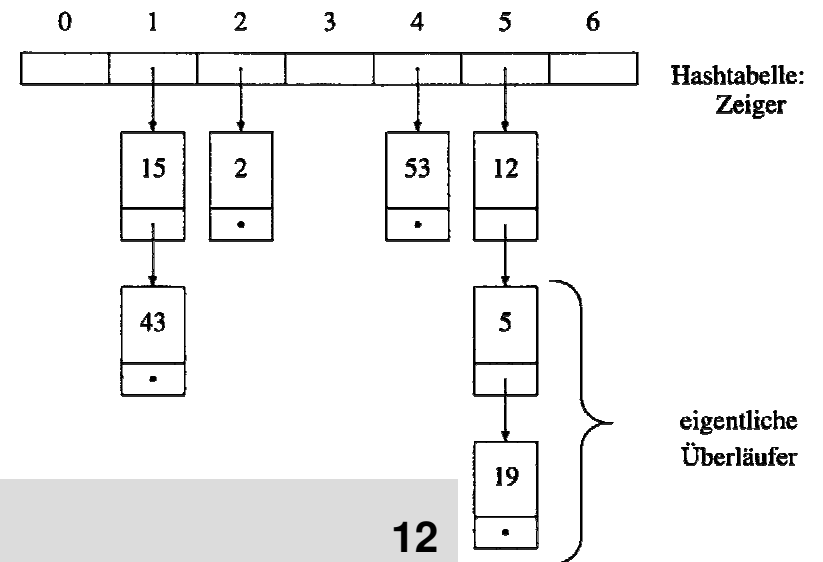 0 1 2 3 4 5 6
Hashtabelle:
Zeiger
15 2 53 12
43 5
eigentliche
Überläufer
19
12